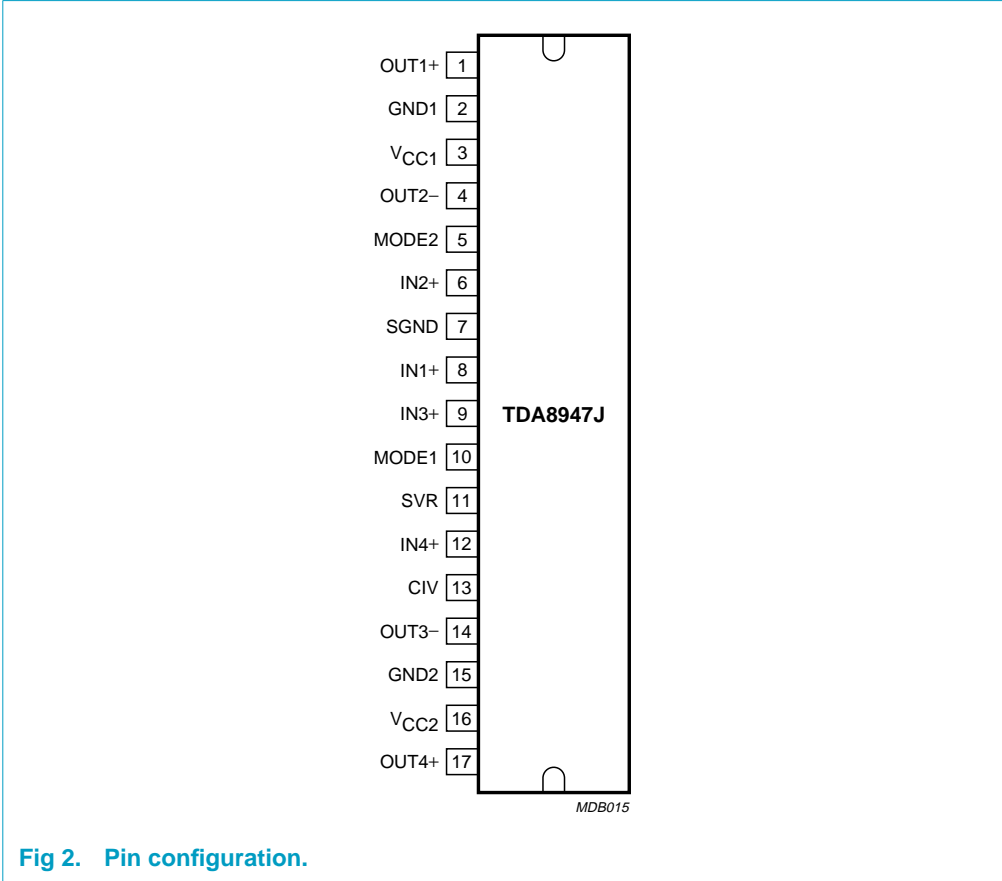 OUT1+ 1
GND1 2
VCC1 3
OUT2− 4
MODE2 5
IN2+ 6
SGND 7
IN1+ 8
IN3+ 9
TDA8947J
MODE1 10
SVR 11
IN4+ 12
CIV 13
OUT3− 14
GND2 15
VCC2 16
OUT4+ 17
MDB015
Fig 2. Pin configuration.